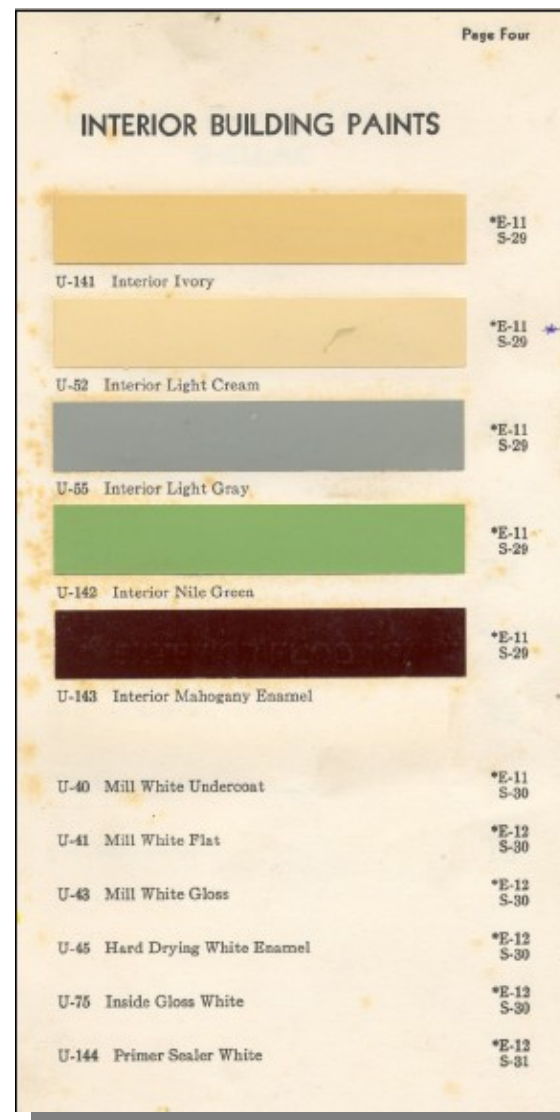 Page Four
INTERIOR BUILDING PAINTS
*E-11
S-29
U-141 Interior Ivory
*E-11
S-29
U-52 Interior Light Cream
*E-11
S-29
U-55 Interior Light Gray
*E-11
S-29
U-142 Interior Nile Green
*E-11
S-29
U-143 Interior Mahogany Enamel
U-40 Mill White Undercoat
*E-11
S-30
U-41 Mill White Flat
*E-12
S-30
U-43 Mill White Gloss
*E-12
S-30
U-45 Hard Drying White Enamel
*E-12
S-30
U-75 Inside Gloss White
*E-12
S-30
U-144 Primer Sealer White
*E-12
S-31